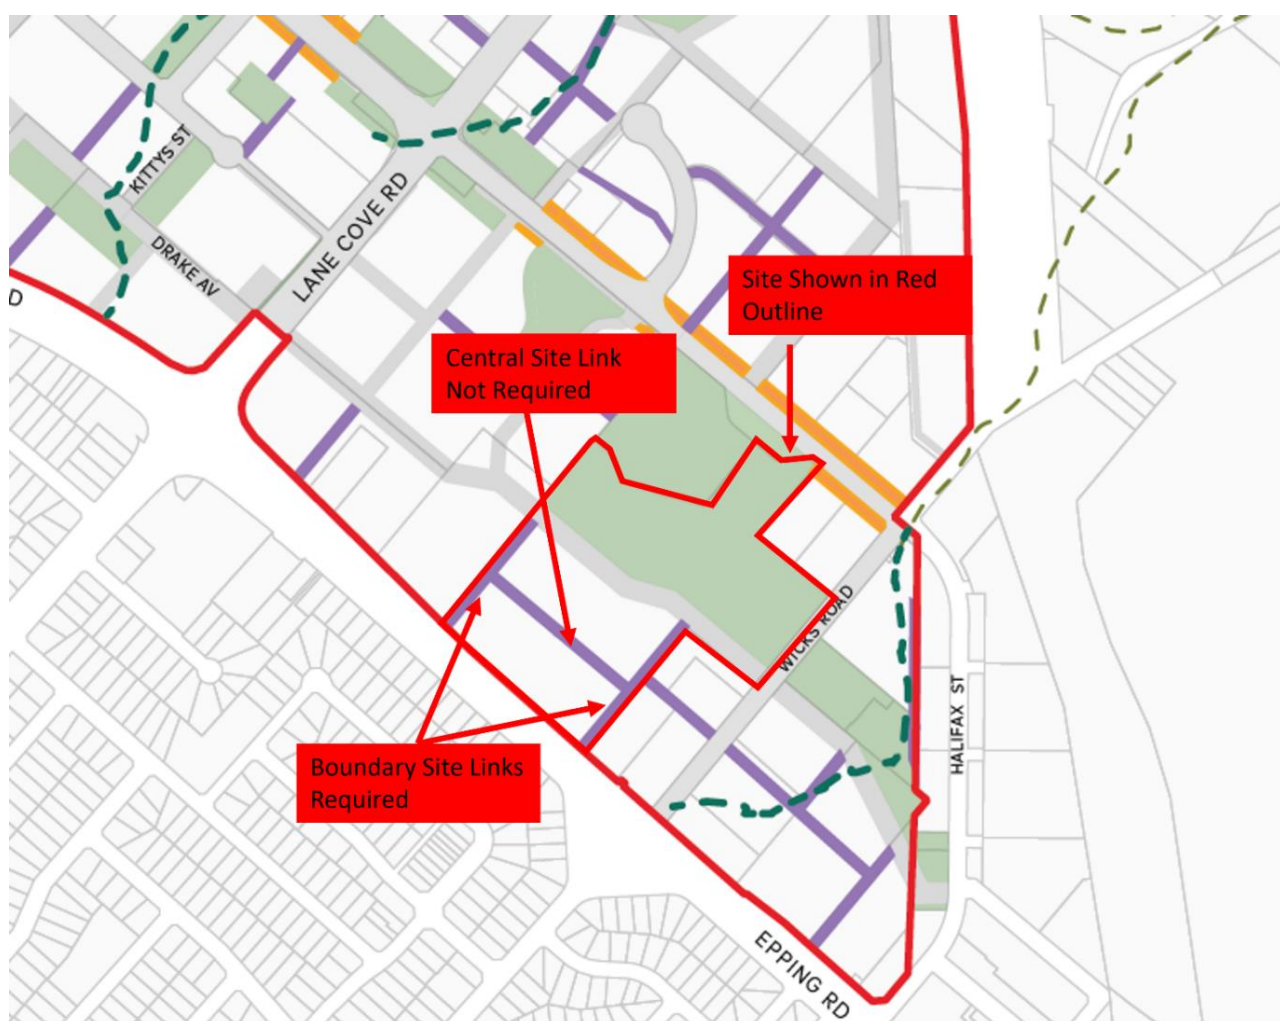 KITTYS ST
DRAKE AV
LANE COVE RD
D
Site Shown in Red
Outline
Central Site Link
Not Required
WICKS ROAD
HALIFAX ST
Boundary Site Links
Required
EPPING RD